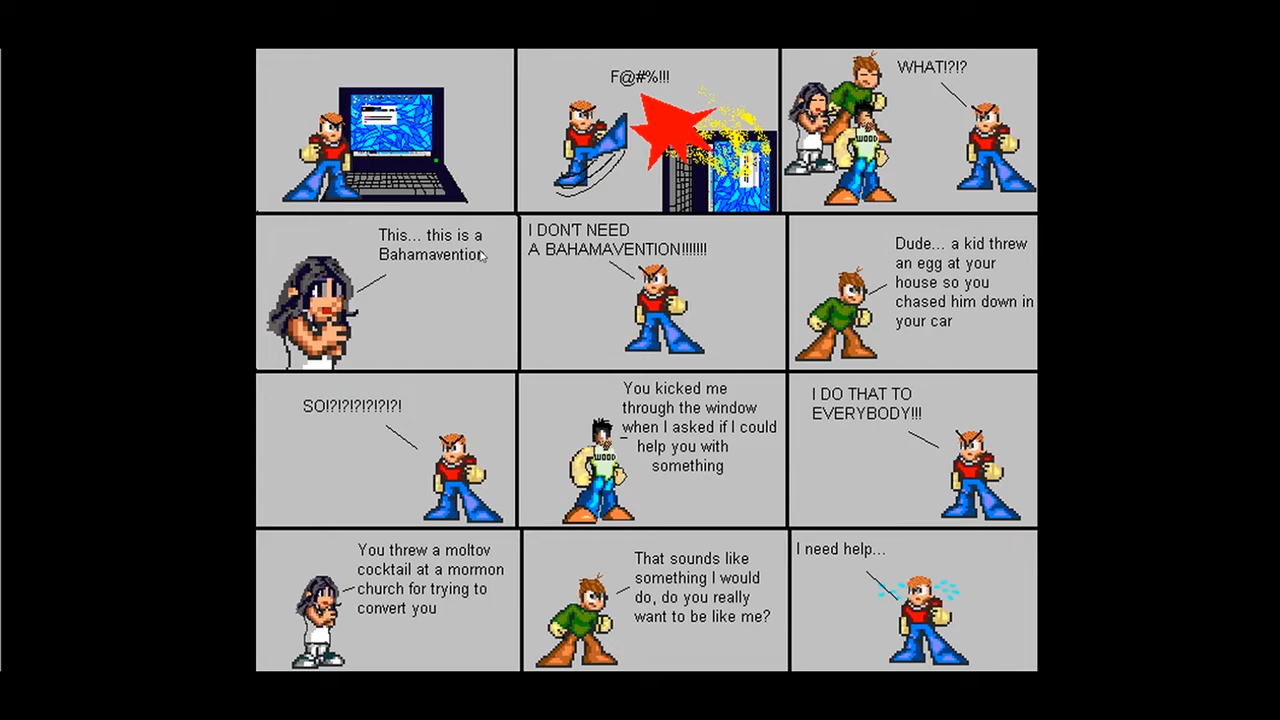 F@#%!!!
WHAT!?!?
WOOD
This... this is a
Bahamavention
I DON'T NEED
A BAHAMAVENTION!!!!!!!
Dude... a kid threw
an egg at your
house so you
chased him down in
your car
SO!?!?!?!?!?!?!
You kicked me
through the window
when I asked if I could
help you with
something
WOOD
I DO THAT TO
EVERYBODY!!!
You threw a moltov
cocktail at a mormon
church for trying to
convert you
That sounds like
something I would
do, do you really
want to be like me?
I need help...